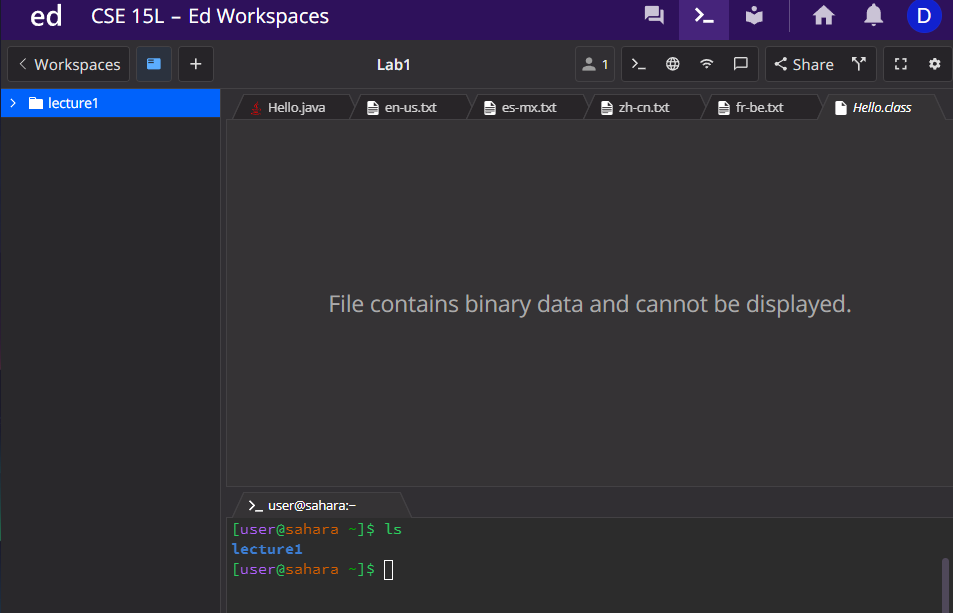 ed CSE 15L – Ed Workspaces D
Workspaces + Lab1 1 Share
lecture1
Hello.java en-us.txt es-mx.txt zh-cn.txt fr-be.txt Hello.class
File contains binary data and cannot be displayed.
>_ user@sahara:~
[user@sahara ~]$ ls
lecture1
[user@sahara ~]$